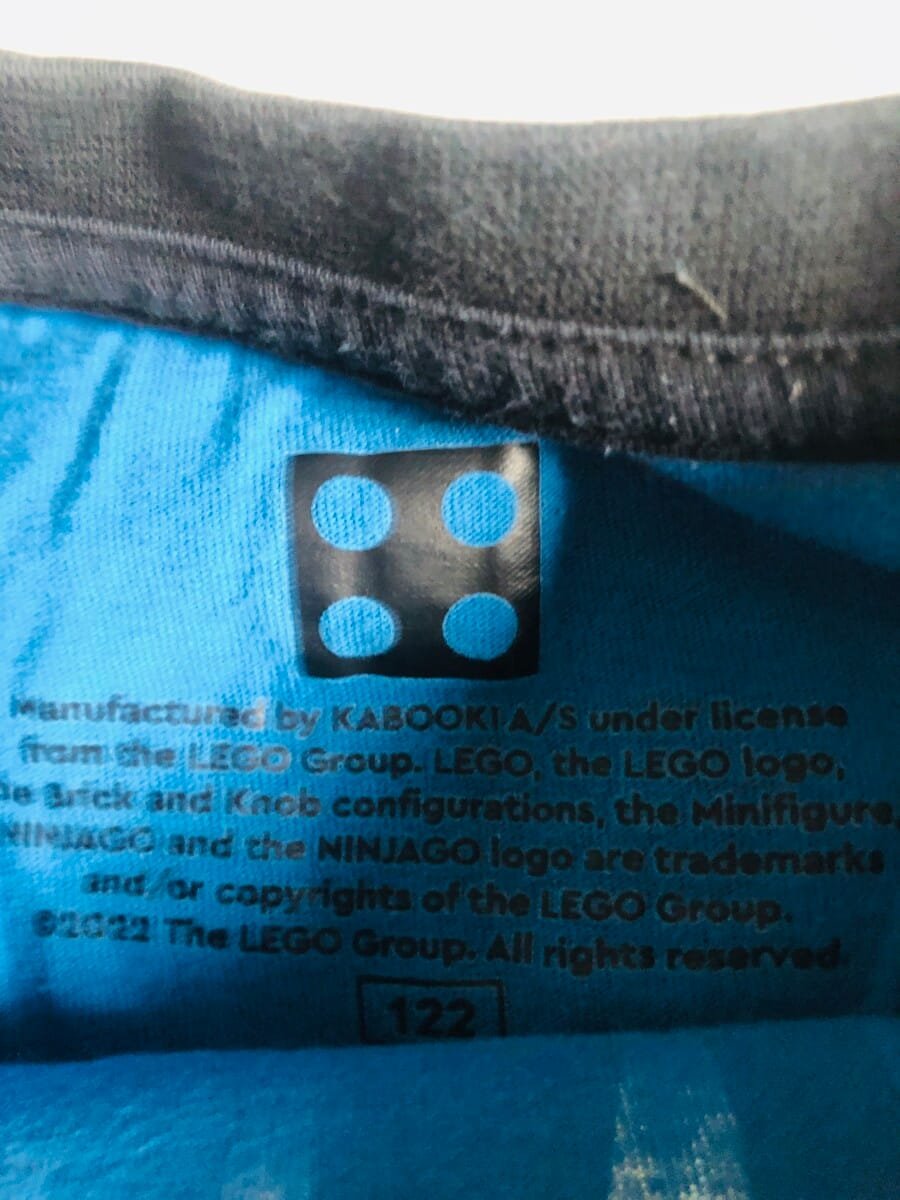 Manufactured by KABOOKI A/S under license
from the LEGO Group. LEGO, the LEGO logo,
the Brick and Knob configurations, the Minifigure,
NINJAGO and the NINJAGO logo are trademarks
and/or copyrights of the LEGO Group.
©2022 The LEGO Group. All rights reserved.
122